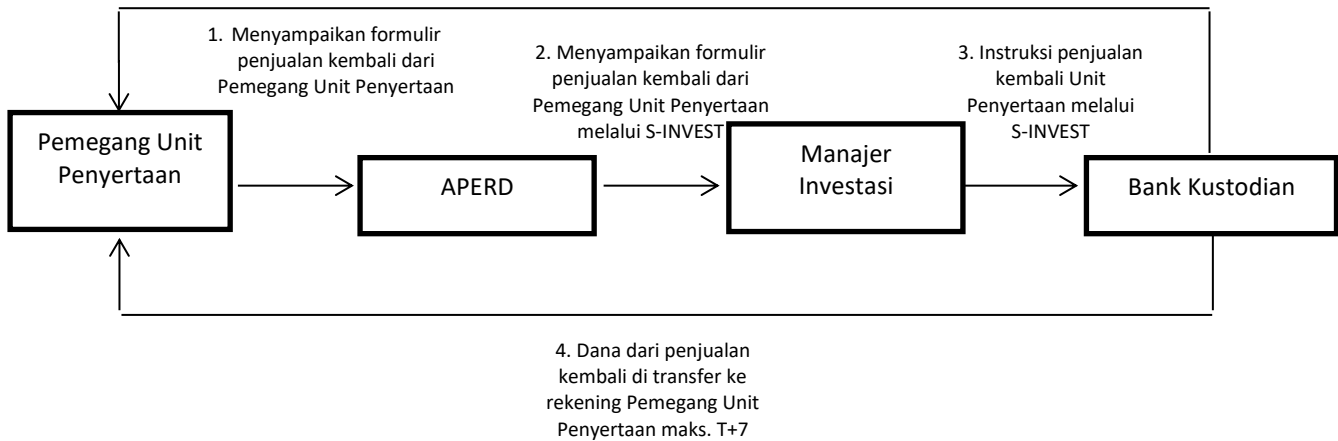 1. Menyampaikan formulir
penjualan kembali dari
Pemegang Unit Penyertaan
2. Menyampaikan formulir
penjualan kembali dari
Pemegang Unit Penyertaan
melalui S-INVEST
3. Instruksi penjualan
kembali Unit
Penyertaan melalui
S-INVEST
Pemegang Unit
Penyertaan
APERD
Manajer
Investasi
Bank Kustodian
4. Dana dari penjualan
kembali di transfer ke
rekening Pemegang Unit
Penyertaan maks. T+7